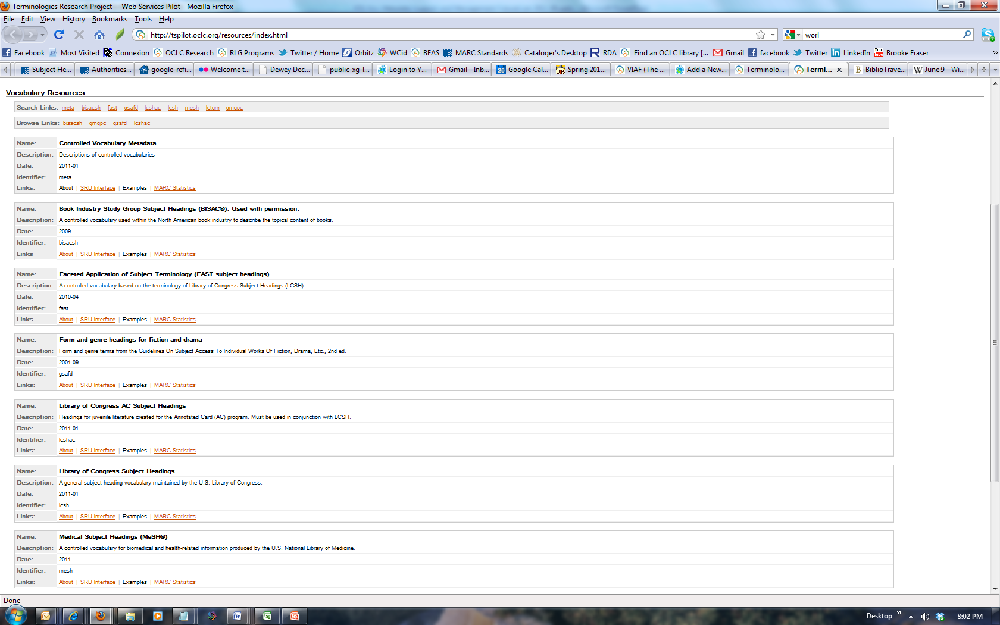 Terminologies Research Project -- Web Services Pilot - Mozilla Firefox
File Edit View History Bookmarks Tools Help
http://tspilot.oclc.org/resources/index.html worl
Facebook Most Visited Connexion OCLC Research RLG Programs Twitter / Home Orbitz WCid BFAS MARC Standards Cataloger's Desktop RDA Find an OCLC library [... Gmail facebook Twitter LinkedIn Brooke Fraser
Subject He... Authorities... google-refi... Welcome t... Dewey Dec... public-xg-l... Login to Y... Gmail - Inb... Google Cal... Spring 201... VIAF (The ... Add a New... Terminolo... Termi... BiblioTrave... June 9 - Wi...
Vocabulary Resources
Search Links: meta bisacsh fast gsafd lcshac lcsh mesh lctgm gmgpc
Browse Links: bisacsh gmgpc gsafd lcshac
Name: Controlled Vocabulary Metadata
Description: Descriptions of controlled vocabularies
Date: 2011-01
Identifier: meta
Links: About | SRU Interface | Examples | MARC Statistics
Name: Book Industry Study Group Subject Headings (BISAC®). Used with permission.
Description: A controlled vocabulary used within the North American book industry to describe the topical content of books.
Date: 2009
Identifier: bisacsh
Links About | SRU Interface | Examples | MARC Statistics
Name: Faceted Application of Subject Terminology (FAST subject headings)
Description: A controlled vocabulary based on the terminology of Library of Congress Subject Headings (LCSH).
Date: 2010-04
Identifier: fast
Links About | SRU Interface | Examples | MARC Statistics
Name: Form and genre headings for fiction and drama
Description: Form and genre terms from the Guidelines On Subject Access To Individual Works Of Fiction, Drama, Etc., 2nd ed.
Date: 2001-09
Identifier: gsafd
Links: About | SRU Interface | Examples | MARC Statistics
Name: Library of Congress AC Subject Headings
Description: Headings for juvenile literature created for the Annotated Card (AC) program. Must be used in conjunction with LCSH.
Date: 2011-01
Identifier: lcshac
Links: About | SRU Interface | Examples | MARC Statistics
Name: Library of Congress Subject Headings
Description: A general subject heading vocabulary maintained by the U.S. Library of Congress.
Date: 2011-01
Identifier: lcsh
Links: About | SRU Interface | Examples | MARC Statistics
Name: Medical Subject Headings (MeSH®)
Description: A controlled vocabulary for biomedical and health-related information produced by the U.S. National Library of Medicine.
Date: 2011
Identifier: mesh
Links: About | SRU Interface | Examples | MARC Statistics
Done
Desktop 8:02 PM